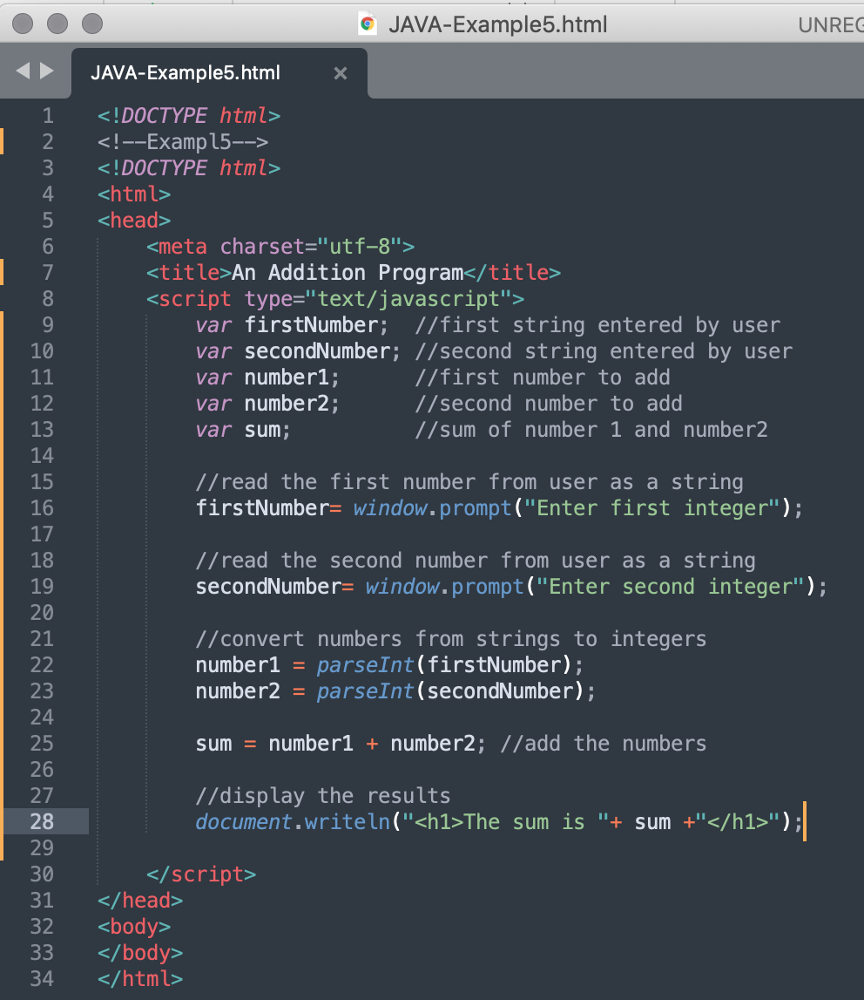 JAVA-Example5.html
UNREG
JAVA-Example5.html ×
1 <!DOCTYPE html>
2 <!--Exampl5-->
3 <!DOCTYPE html>
4 <html>
5 <head>
6     <meta charset="utf-8">
7     <title>An Addition Program</title>
8     <script type="text/javascript">
9         var firstNumber;  //first string entered by user
10         var secondNumber; //second string entered by user
11         var number1;      //first number to add
12         var number2;      //second number to add
13         var sum;          //sum of number 1 and number2
14
15         //read the first number from user as a string
16         firstNumber= window.prompt("Enter first integer");
17
18         //read the second number from user as a string
19         secondNumber= window.prompt("Enter second integer");
20
21         //convert numbers from strings to integers
22         number1 = parseInt(firstNumber);
23         number2 = parseInt(secondNumber);
24
25         sum = number1 + number2; //add the numbers
26
27         //display the results
28         document.writeln("<h1>The sum is "+ sum +"</h1>");
29
30     </script>
31 </head>
32 <body>
33 </body>
34 </html>